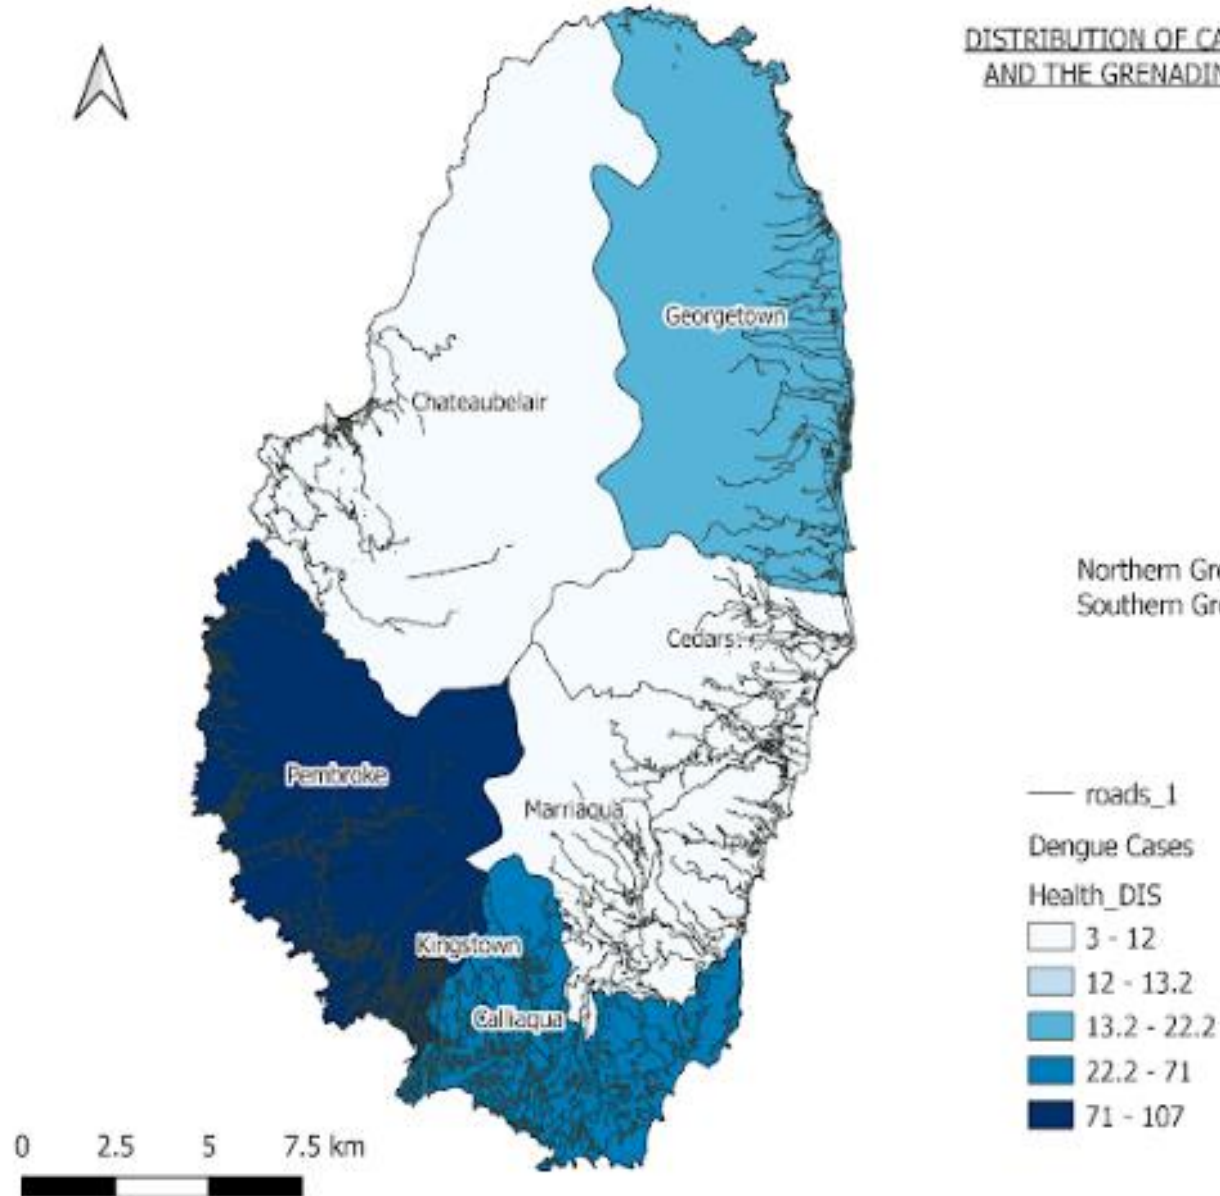 DISTRIBUTION OF CA
AND THE GRENADIN
Georgetown
Chateaubelair
Northern Gre
Southern Gr
Cedars
Pembroke
Marriaqua
Kingstown
Calliaqua
roads_1
Dengue Cases
Health_DIS
3 - 12
12 - 13.2
13.2 - 22.2
22.2 - 71
71 - 107
0 2.5 5 7.5 km